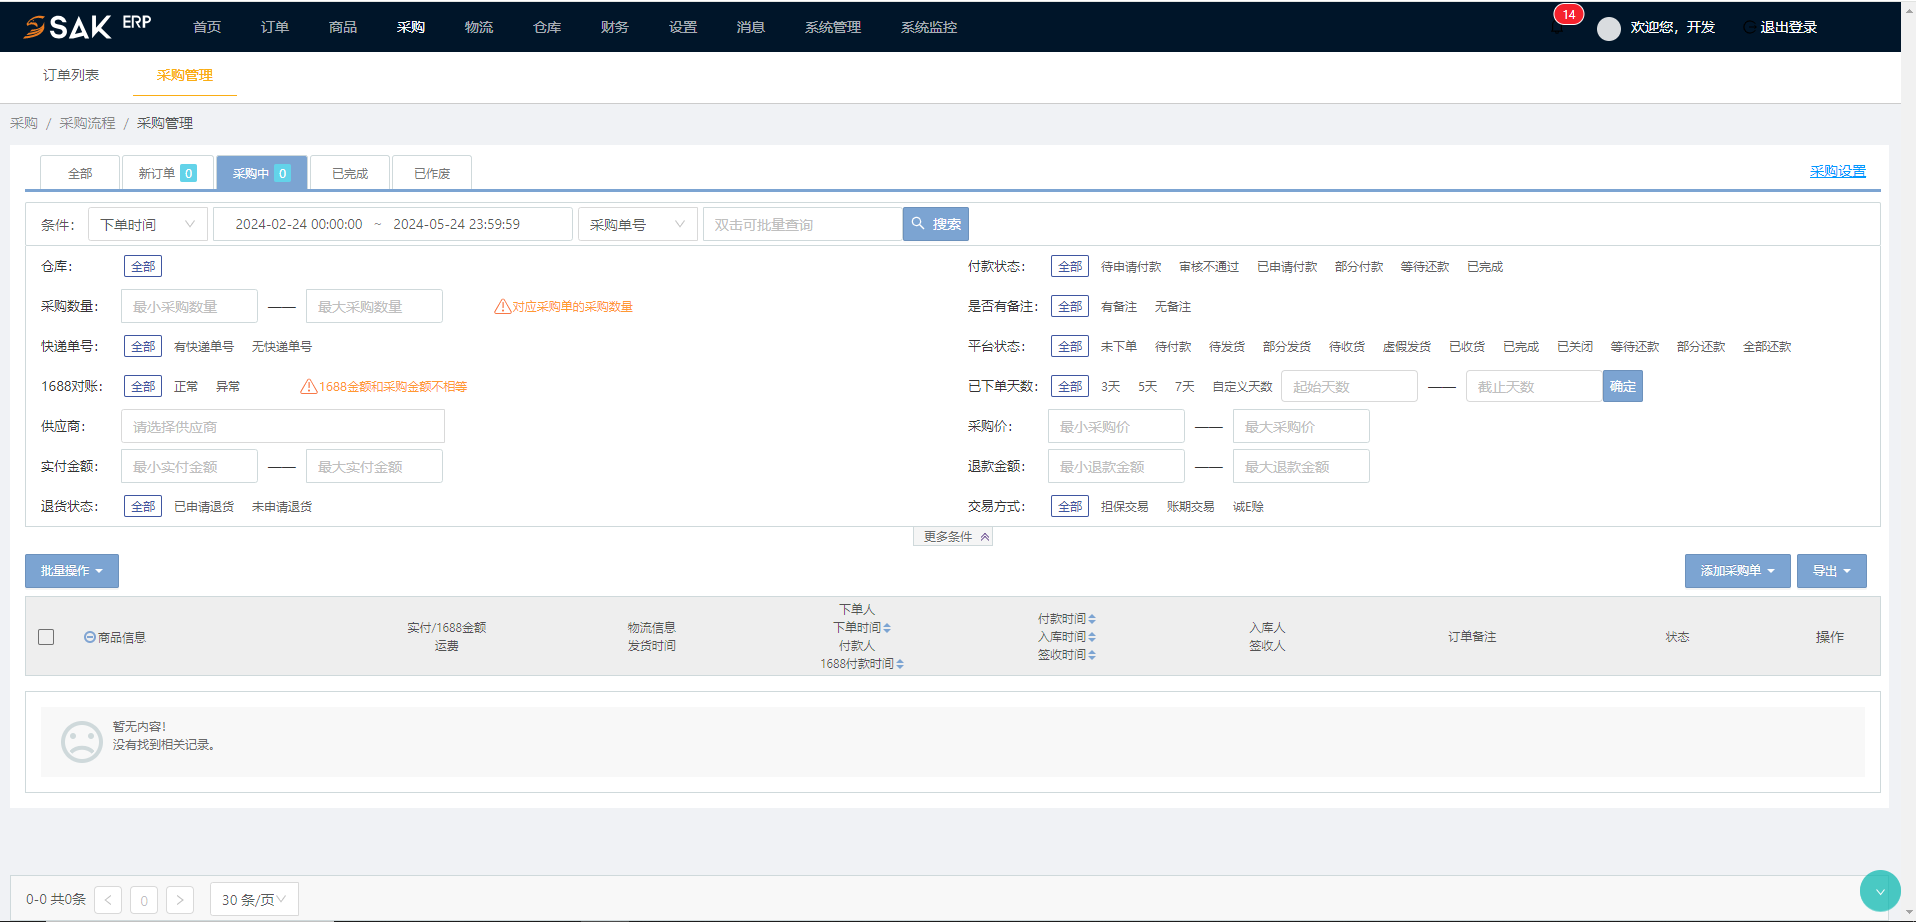 SAK ERP 首页 订单 商品 采购 物流 仓库 财务 设置 消息 系统管理 系统监控 14 欢迎您，开发 退出登录
订单列表 采购管理
采购 / 采购流程 / 采购管理
全部 新订单 0 采购中 0 已完成 已作废 采购设置
条件： 下单时间 2024-02-24 00:00:00 ~ 2024-05-24 23:59:59 采购单号 双击可批量查询 搜索
仓库： 全部 付款状态： 全部 待申请付款 审核不通过 已申请付款 部分付款 等待还款 已完成
采购数量： 最小采购数量 —— 最大采购数量 对应采购单的采购数量 是否有备注： 全部 有备注 无备注
快递单号： 全部 有快递单号 无快递单号 平台状态： 全部 未下单 待付款 待发货 部分发货 待收货 虚假发货 已收货 已完成 已关闭 等待还款 部分还款 全部还款
1688对账： 全部 正常 异常 1688金额和采购金额不相等 已下单天数： 全部 3天 5天 7天 自定义天数 起始天数 —— 截止天数 确定
供应商： 请选择供应商 采购价： 最小采购价 —— 最大采购价
实付金额： 最小实付金额 —— 最大实付金额 退款金额： 最小退款金额 —— 最大退款金额
退货状态： 全部 已申请退货 未申请退货 交易方式： 全部 担保交易 账期交易 诚E赊
更多条件
批量操作 添加采购单 导出
商品信息
实付/1688金额
运费
物流信息
发货时间
下单人
下单时间
付款人
1688付款时间
付款时间
入库时间
签收时间
入库人
签收人
订单备注
状态
操作
暂无内容！
没有找到相关记录。
0-0 共0条 < 0 > 30 条/页